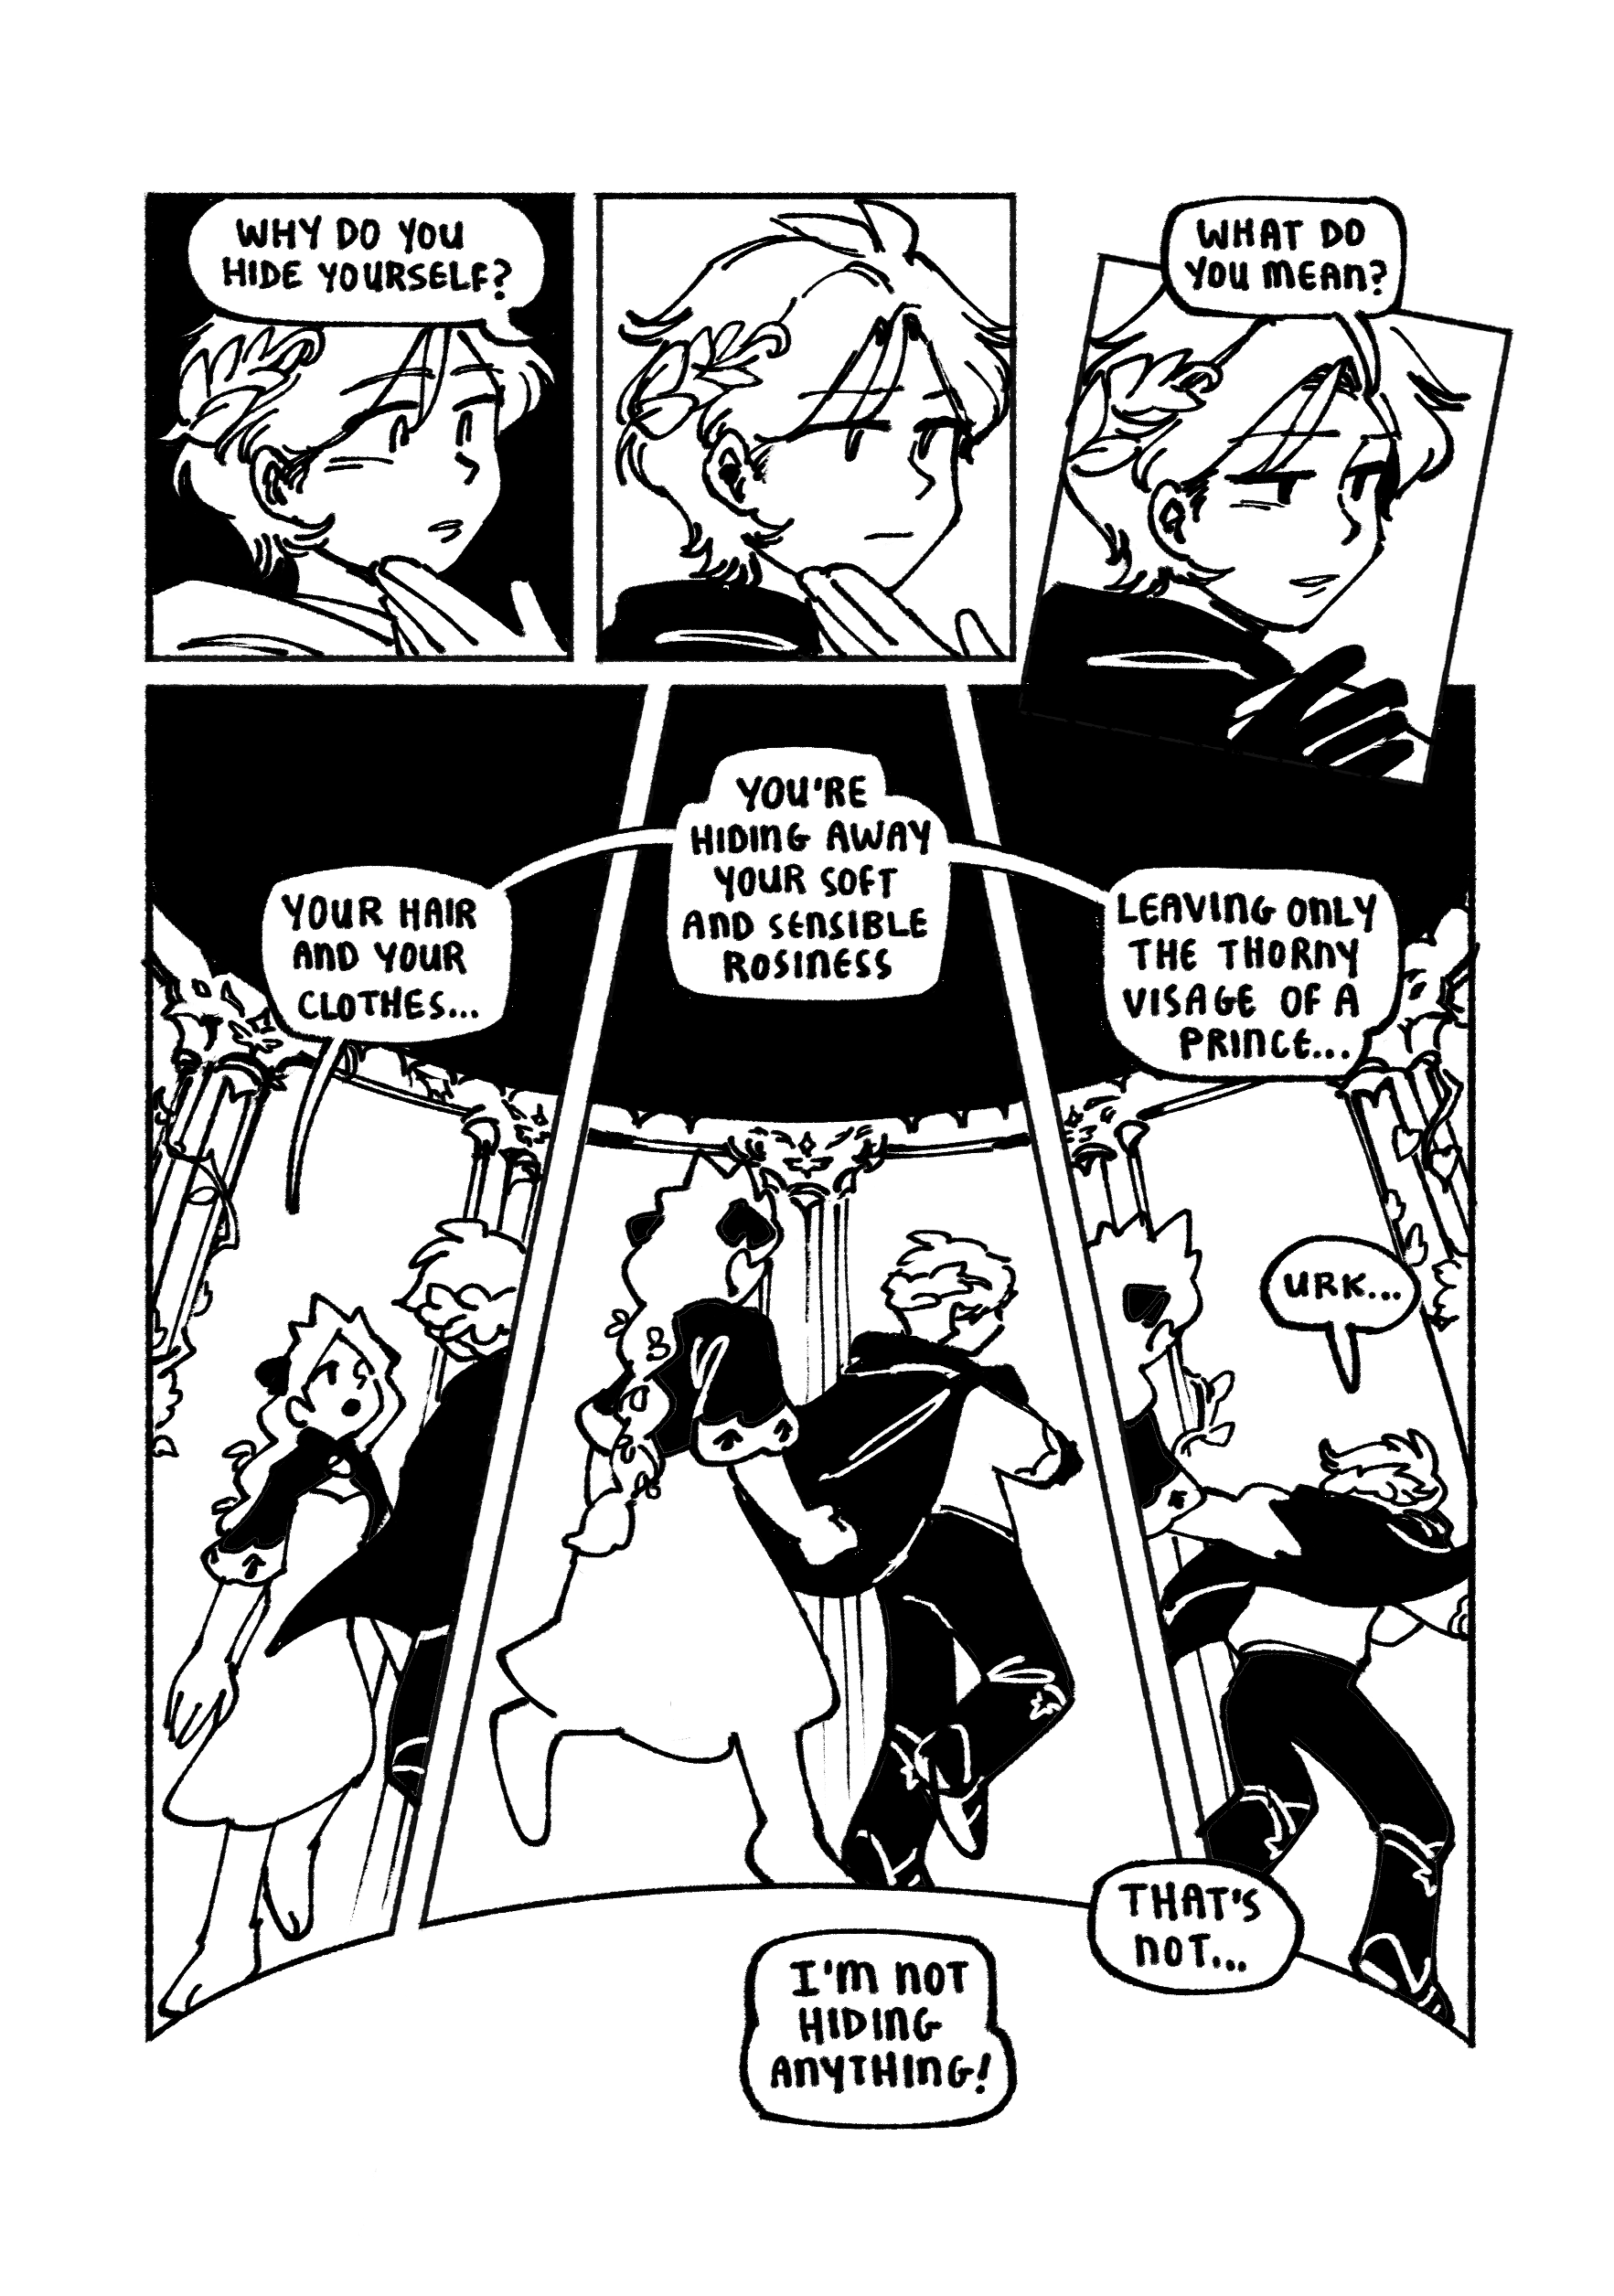 WHY DO YOU
HIDE YOURSELF?
WHAT DO
YOU MEAN?
YOUR HAIR
AND YOUR
CLOTHES...
YOU'RE
HIDING AWAY
YOUR SOFT
AND SENSIBLE
ROSINESS
LEAVING ONLY
THE THORNY
VISAGE OF A
PRINCE...
URK...
THAT'S
NOT...
I'M NOT
HIDING
ANYTHING!